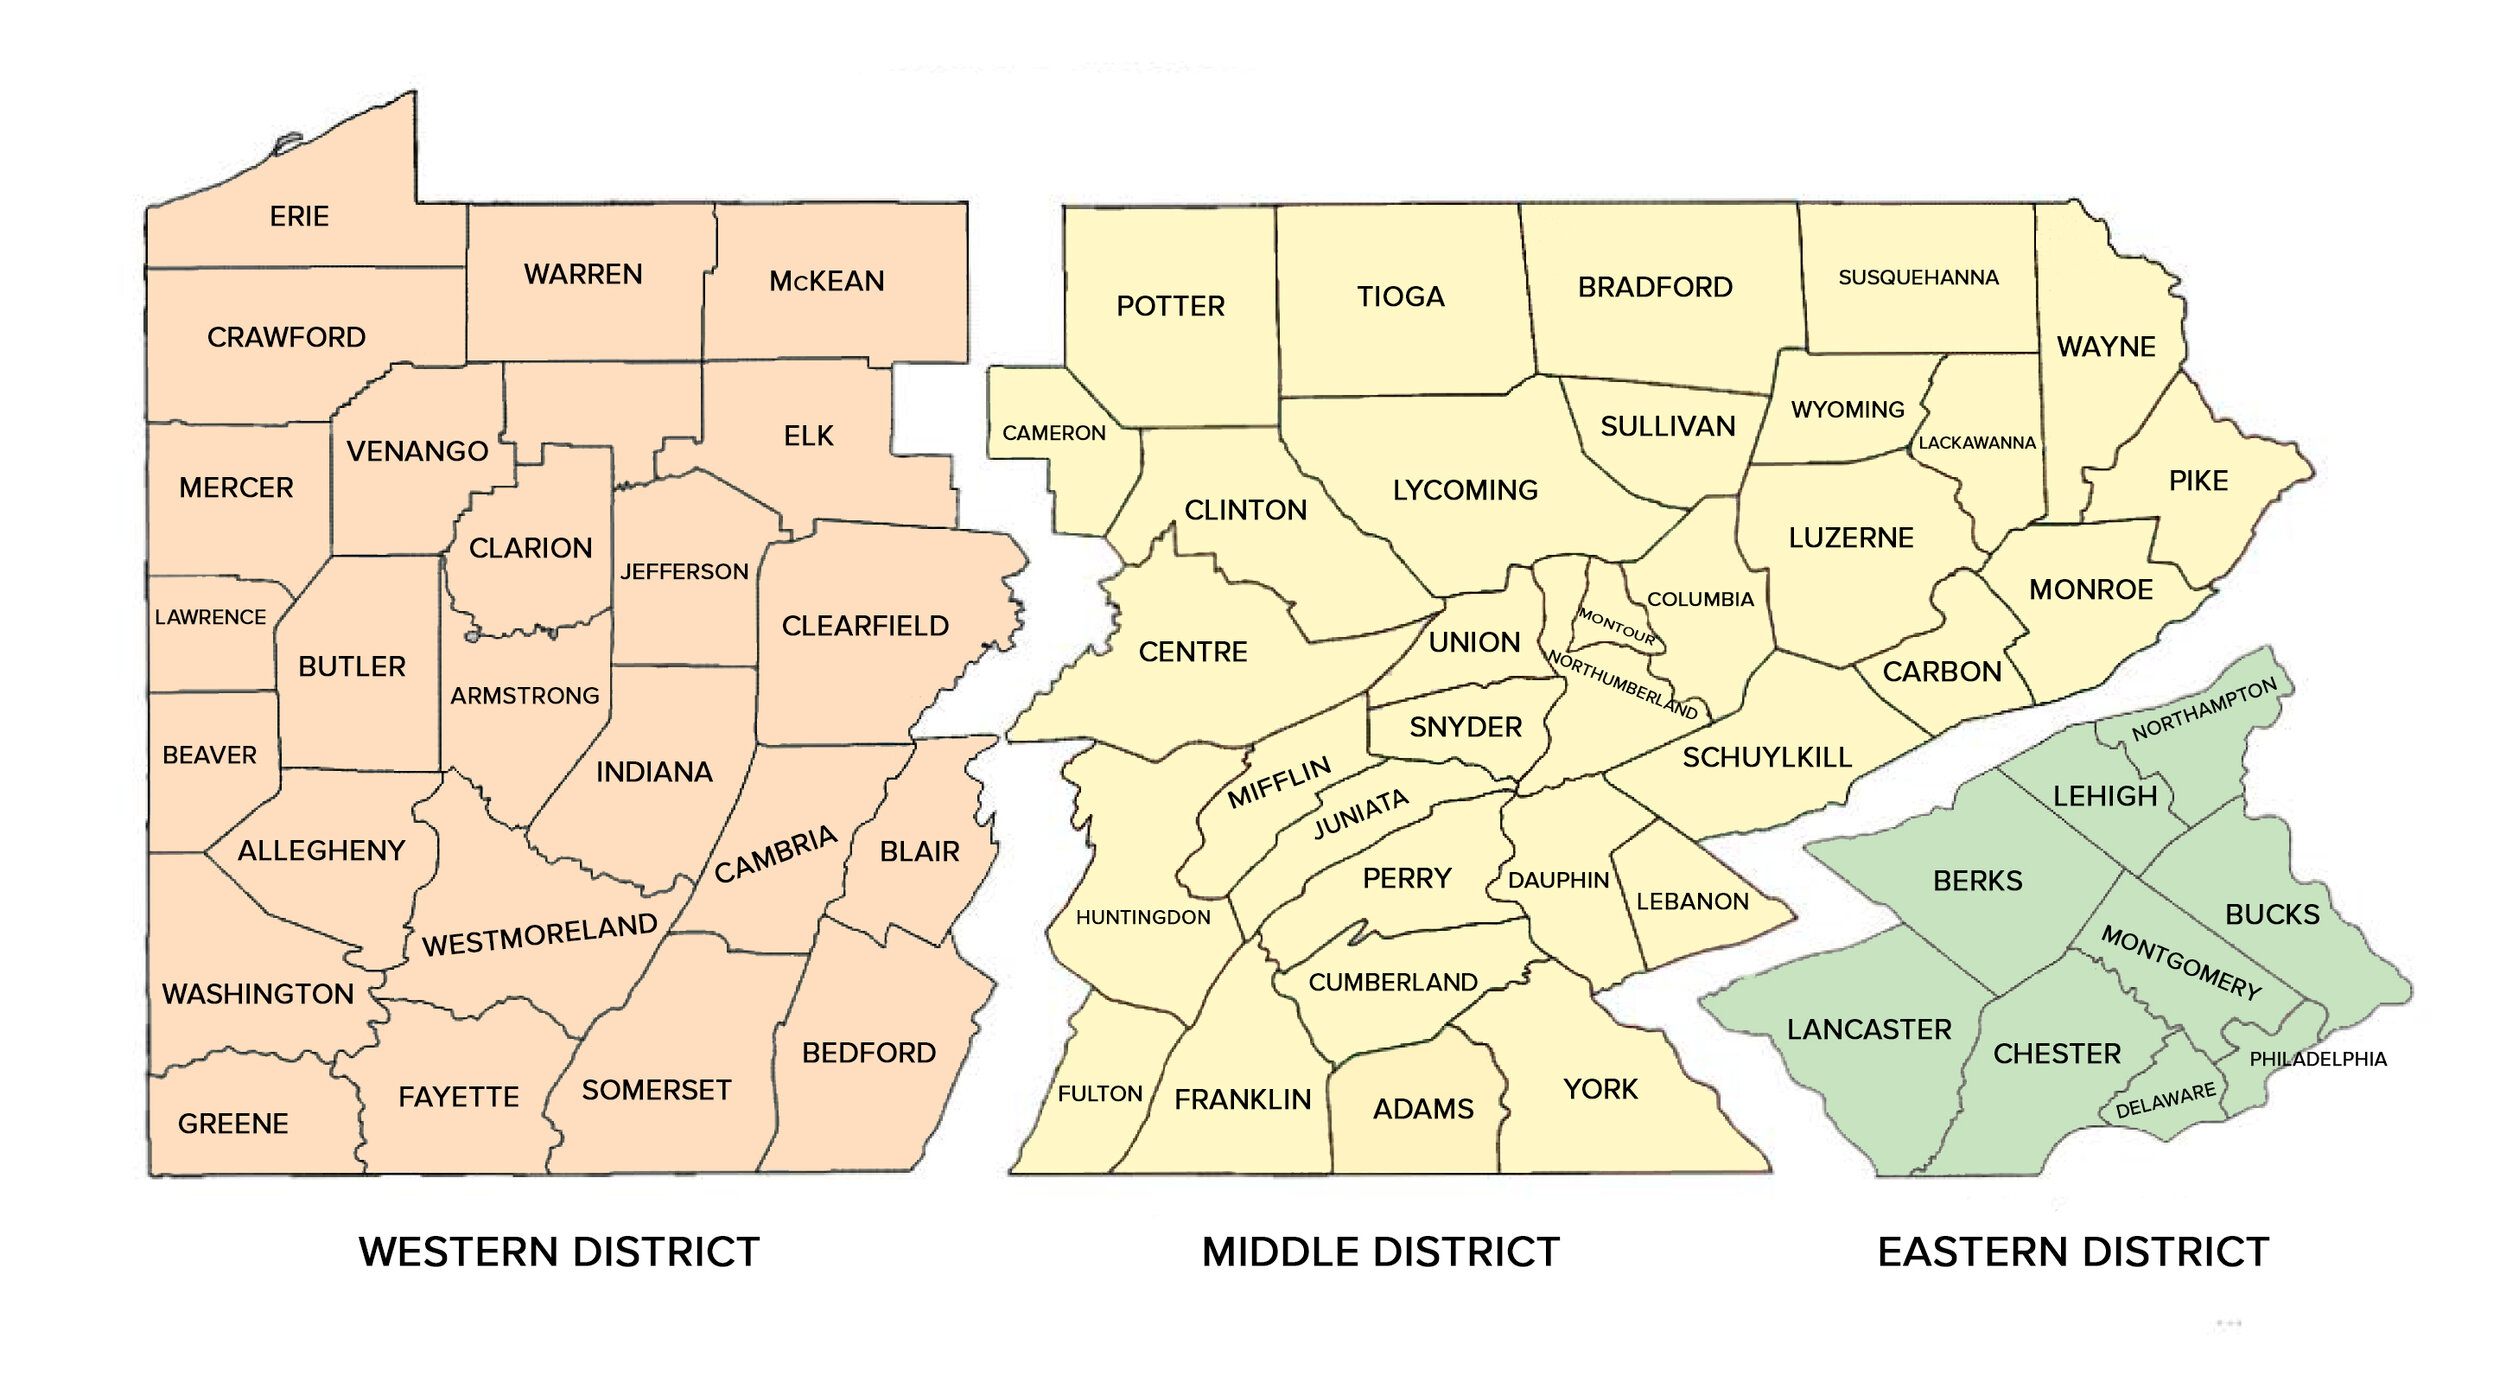 ERIE
WARREN
McKEAN
CRAWFORD
VENANGO
ELK
MERCER
CLARION
JEFFERSON
LAWRENCE
CLEARFIELD
BUTLER
ARMSTRONG
BEAVER
INDIANA
ALLEGHENY
CAMBRIA
BLAIR
WESTMORELAND
WASHINGTON
BEDFORD
FAYETTE
SOMERSET
GREENE
WESTERN DISTRICT
POTTER
TIOGA
BRADFORD
SUSQUEHANNA
WAYNE
CAMERON
SULLIVAN
WYOMING
LACKAWANNA
PIKE
CLINTON
LYCOMING
LUZERNE
MONROE
COLUMBIA
MONTOUR
CENTRE
UNION
NORTHUMBERLAND
CARBON
SNYDER
SCHUYLKILL
MIFFLIN
JUNIATA
PERRY
DAUPHIN
LEBANON
HUNTINGDON
CUMBERLAND
FULTON
FRANKLIN
ADAMS
YORK
MIDDLE DISTRICT
NORTHAMPTON
LEHIGH
BERKS
BUCKS
MONTGOMERY
LANCASTER
CHESTER
PHILADELPHIA
DELAWARE
EASTERN DISTRICT